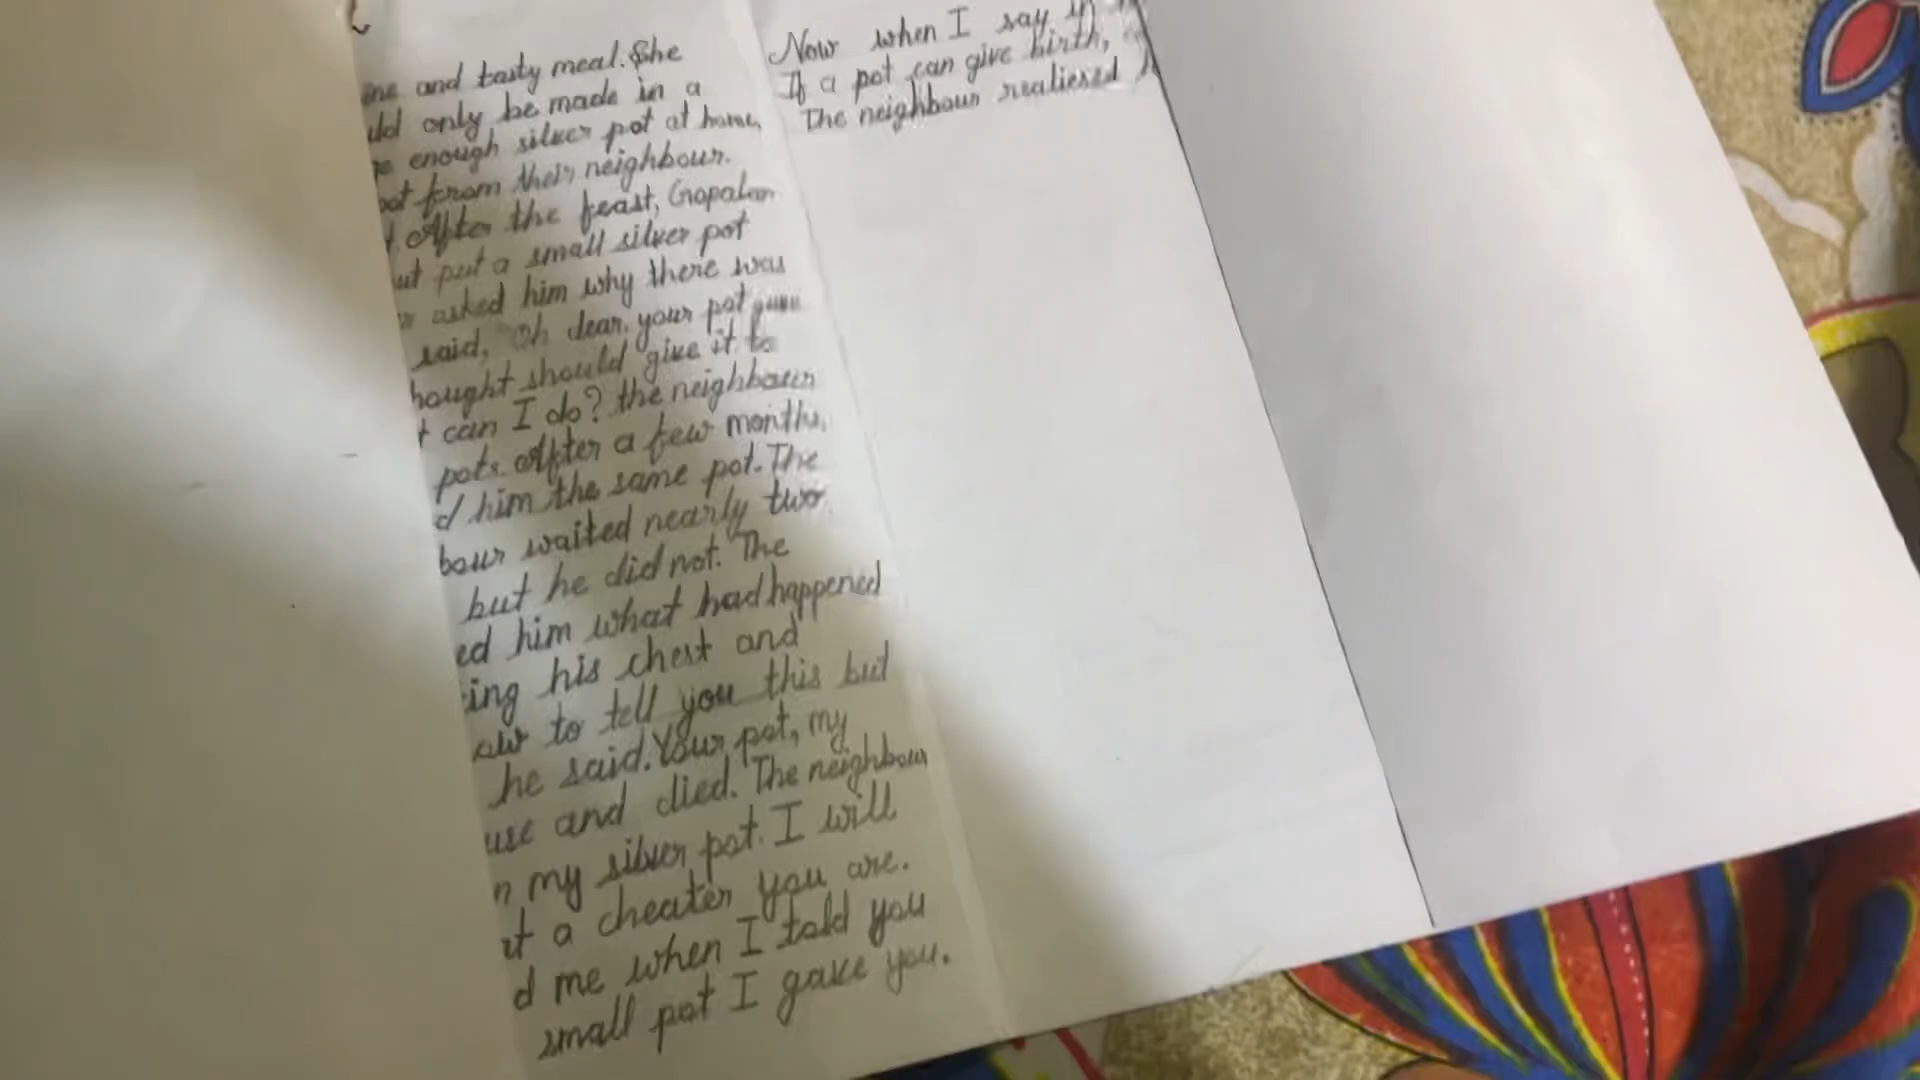 and tasty meal. She
only be made in a
enough silver pot at home,
from their neighbour.
After the feast, Gopalan
put a small silver pot
asked him why there was
said, "Oh dear, your pot gave
should give it to
can I do? the neighbour
pots. After a few months,
him the same pot. The
waited nearly two
but he did not. The
him what had happened
his chest and
to tell you this but
he said. Your pot, my
and died. The neighbour
my silver pot. I will
a cheater you are.
me when I told you
small pot I gave you.
Now when I say
If a pot can give birth,
The neighbour realiesed